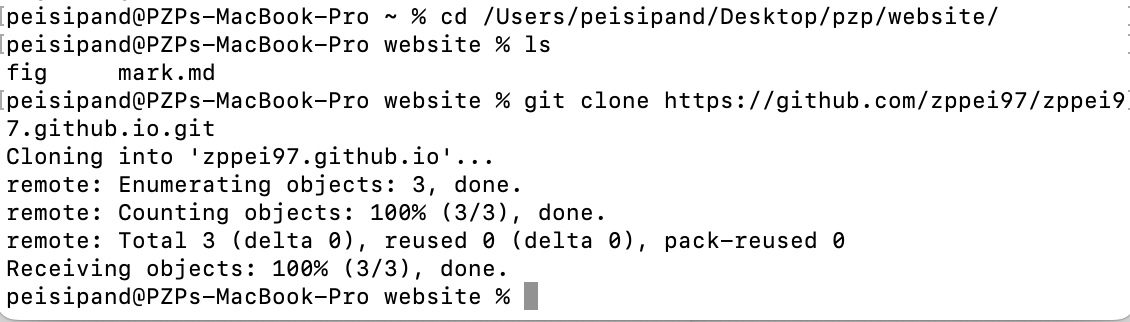 peisipand@PZPs-MacBook-Pro ~ % cd /Users/peisipand/Desktop/pzp/website/
peisipand@PZPs-MacBook-Pro website % ls
fig     mark.md
peisipand@PZPs-MacBook-Pro website % git clone https://github.com/zppei97/zppei9
7.github.io.git
Cloning into 'zppei97.github.io'...
remote: Enumerating objects: 3, done.
remote: Counting objects: 100% (3/3), done.
remote: Total 3 (delta 0), reused 0 (delta 0), pack-reused 0
Receiving objects: 100% (3/3), done.
peisipand@PZPs-MacBook-Pro website %